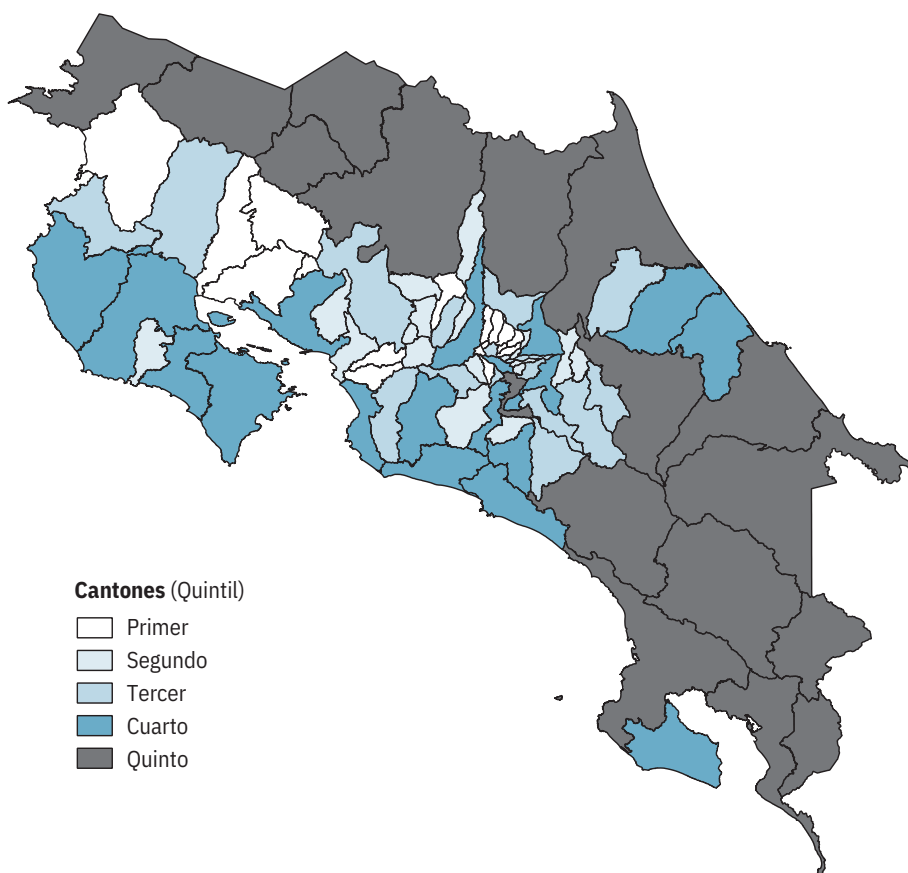 Cantones (Quintil)
Primer
Segundo
Tercer
Cuarto
Quinto